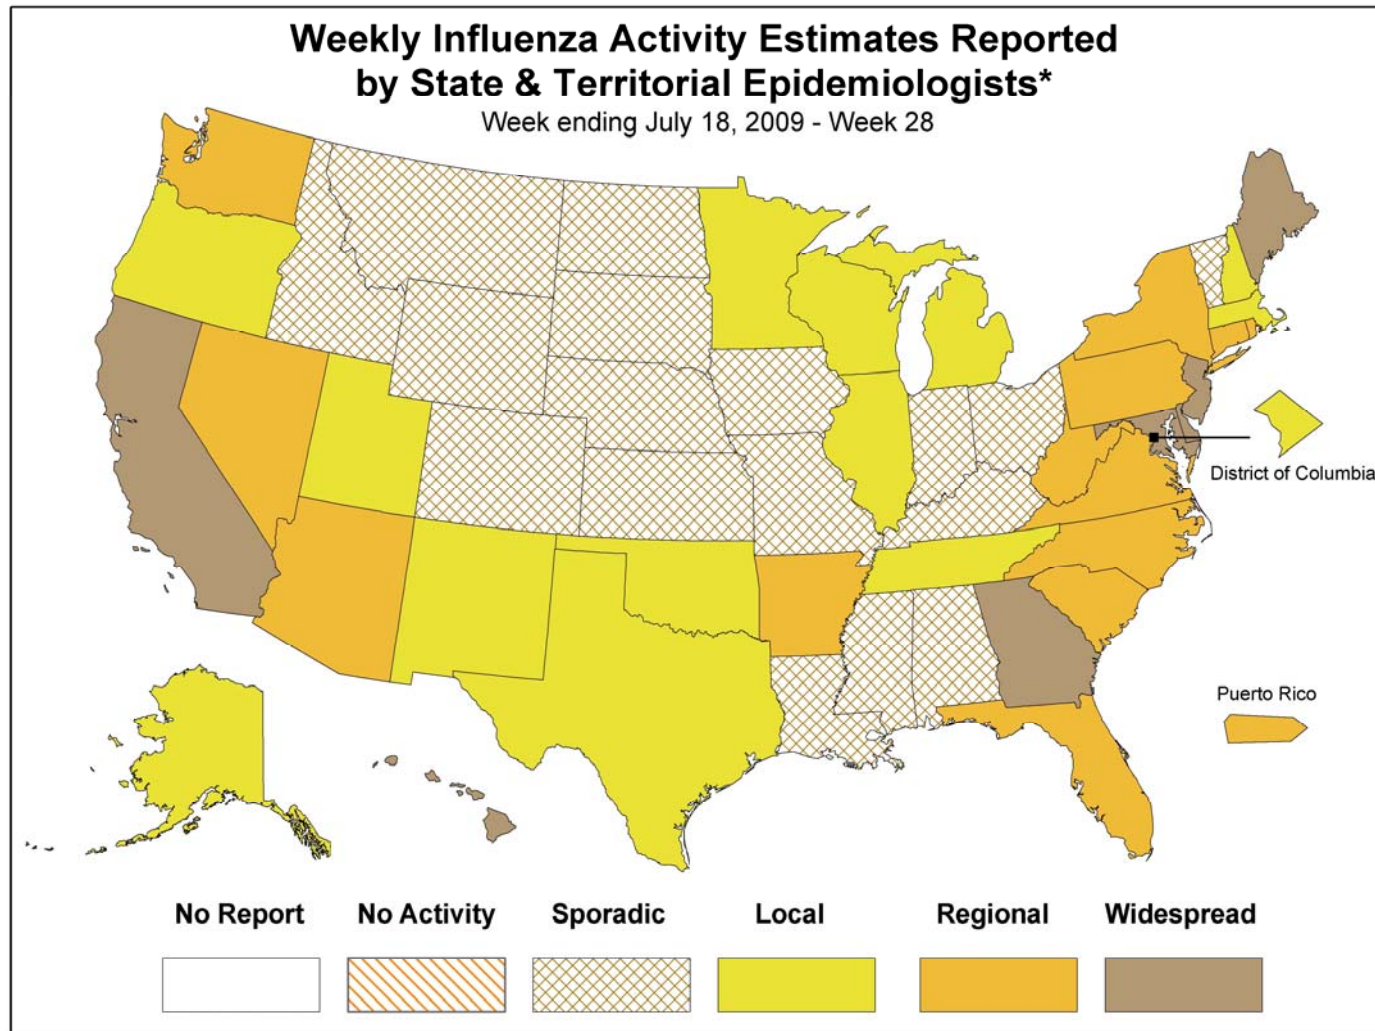 Weekly Influenza Activity Estimates Reported
by State & Territorial Epidemiologists*
Week ending July 18, 2009 - Week 28
District of Columbia
Puerto Rico
No Report No Activity Sporadic Local Regional Widespread